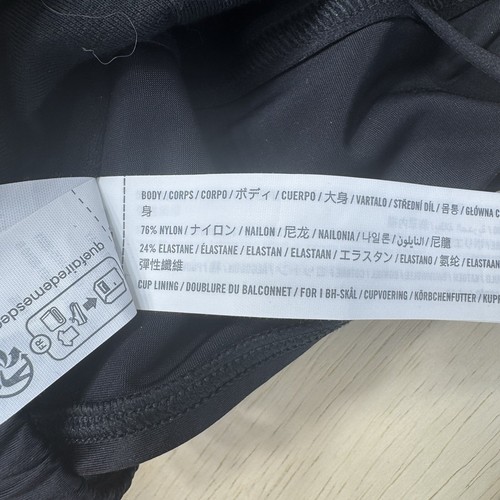 BODY / CORPS / CORPO / ボディ / CUERPO / 大身 / VARTALO / STŘEDNÍ DÍL / 몸통 / GŁÓWNA
身
76% NYLON / ナイロン / NAILON / 尼龙 / NAILONIA / 나일론 / النايلون / 尼龍
24% ELASTANE / ÉLASTANE / ELASTAN / ELASTAAN / エラスタン / ELASTANO / 氨纶 /
彈性纖維
CUP LINING / DOUBLURE DU BALCONNET / FOR I BH-SKÅL / CUPVOERING / KÖRBCHENFUTTER /
quefairedemesdec